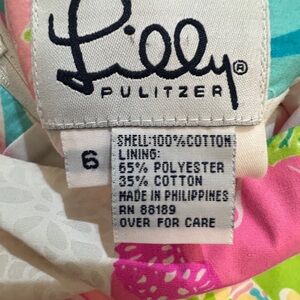 Lilly®
PULITZER
6
SHELL:100%COTTON
LINING:
65% POLYESTER
35% COTTON
MADE IN PHILIPPINES
RN 88189
OVER FOR CARE